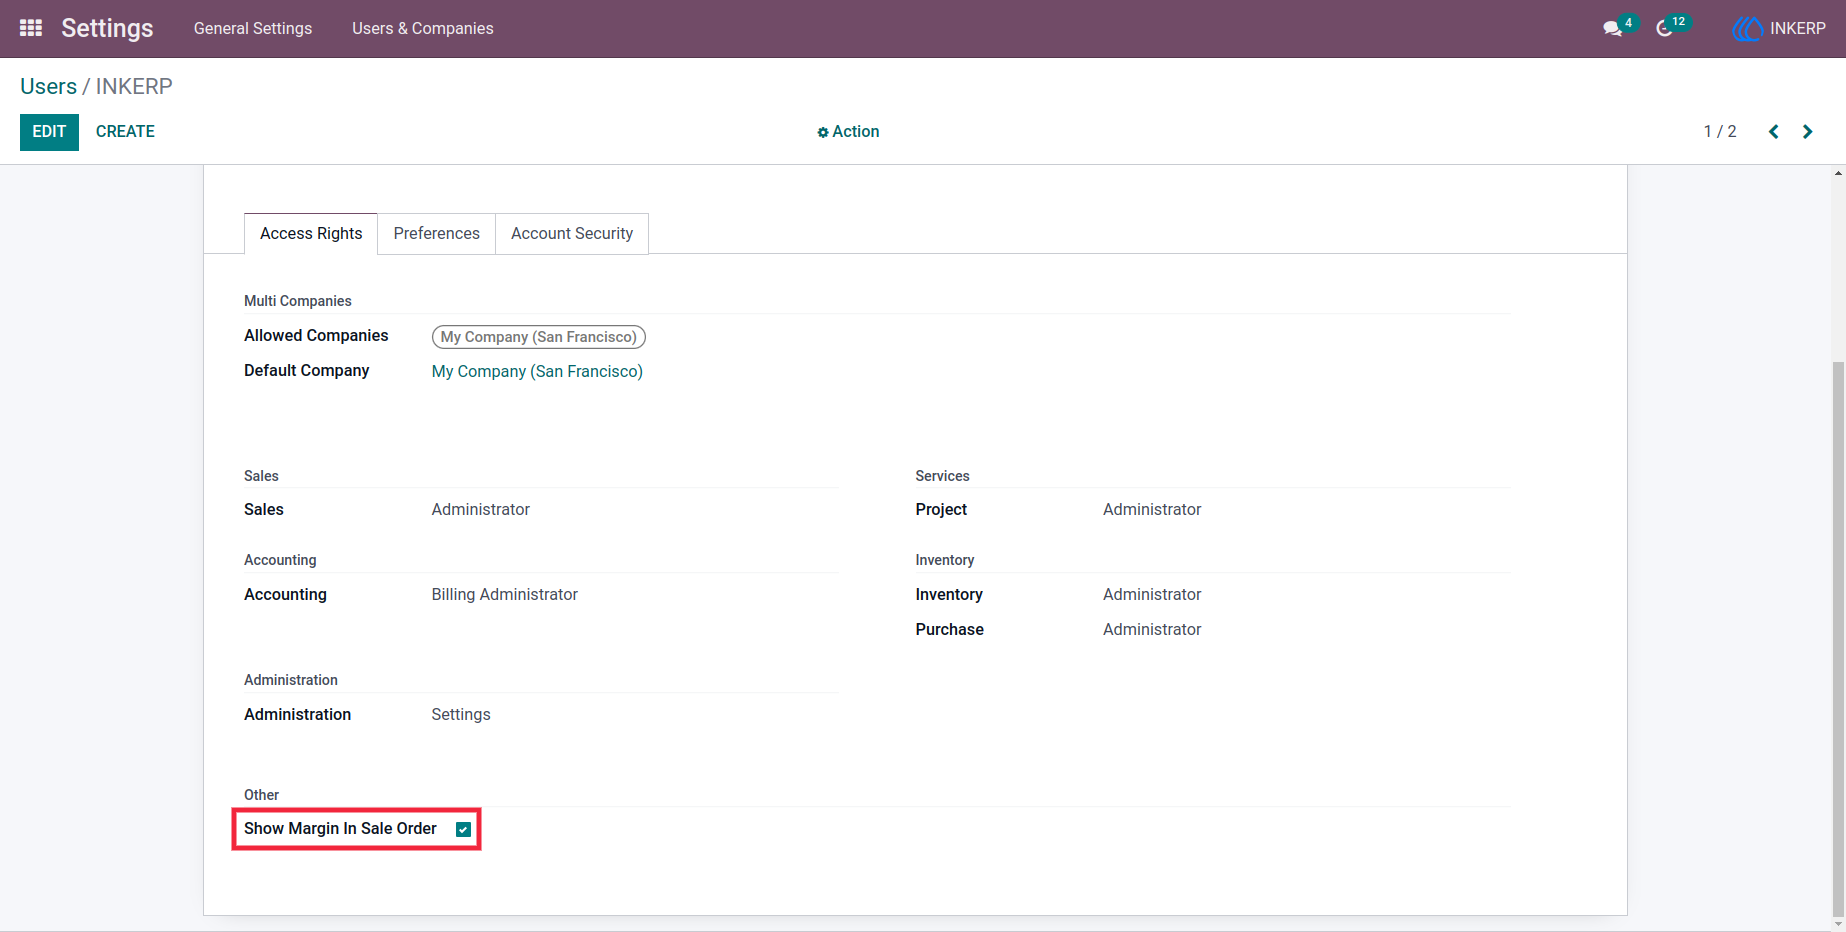 Settings General Settings Users & Companies 4 12 INKERP
Users / INKERP
EDIT CREATE Action 1 / 2
Access Rights Preferences Account Security
Multi Companies
Allowed Companies My Company (San Francisco)
Default Company My Company (San Francisco)
Sales Services
Sales Administrator Project Administrator
Accounting Inventory
Accounting Billing Administrator Inventory Administrator
Purchase Administrator
Administration
Administration Settings
Other
Show Margin In Sale Order